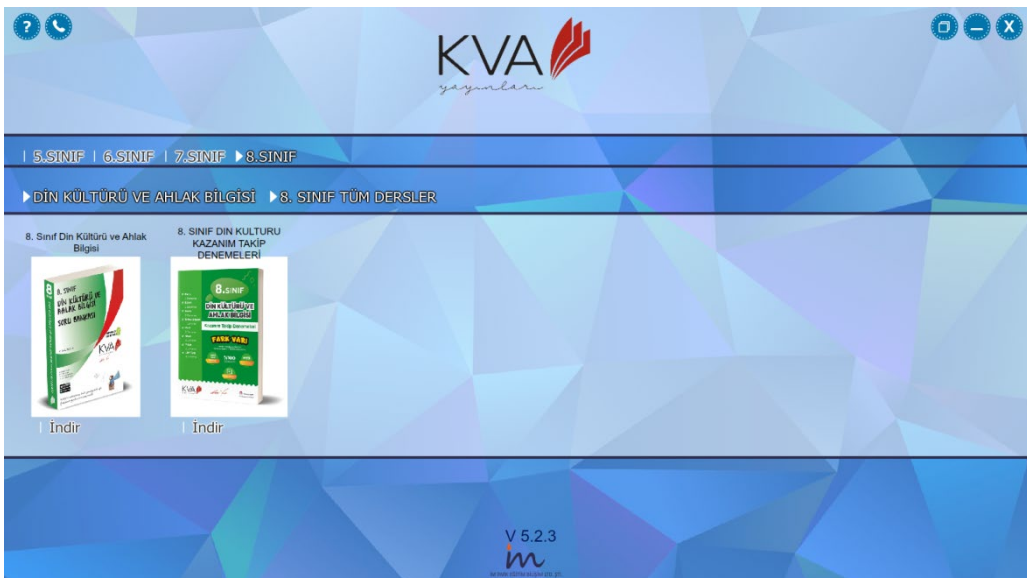 KVA
yayınları
5.SINIF 6.SINIF 7.SINIF 8.SINIF
DİN KÜLTÜRÜ VE AHLAK BİLGİSİ 8. SINIF TÜM DERSLER
8. Sınıf Din Kültürü ve Ahlak
Bilgisi
8. SINIF DIN KULTURU
KAZANIM TAKİP
DENEMELERİ
8. SINIF
DİN KÜLTÜRÜ VE
AHLAK BİLGİSİ
SORU BANKASI
KVA
8.SINIF
DİN KÜLTÜRÜ VE
AHLAK BİLGİSİ
Kazanım Takip Denemeleri
FARK VAR!
KVA
İndir
İndir
V 5.2.3